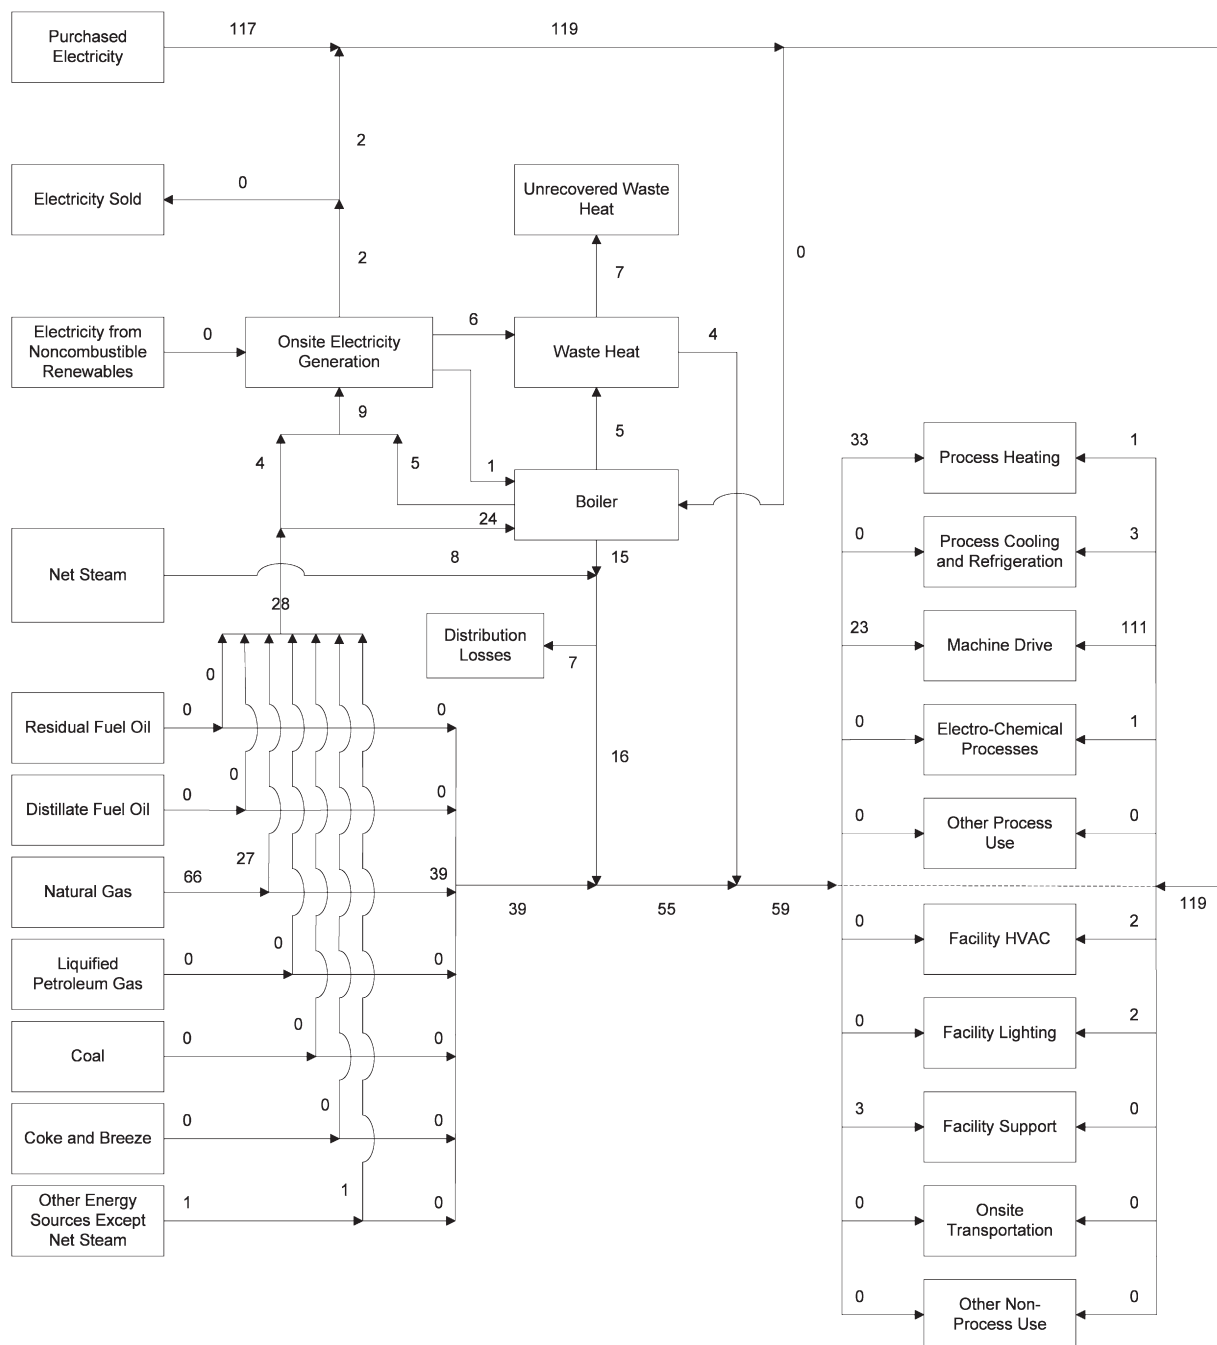 117
119
Purchased
Electricity
2
0
Electricity Sold
Unrecovered Waste
Heat
0
2
7
Electricity from
Noncombustible
Renewables
0
Onsite Electricity
Generation
6
Waste Heat
4
9
4
5
1
5
Boiler
24
Net Steam
8
15
28
Distribution
Losses
7
16
0
Residual Fuel Oil
0
0
0
Distillate Fuel Oil
0
0
27
Natural Gas
66
39
39
55
59
0
Liquified
Petroleum Gas
0
0
0
Coal
0
0
0
Coke and Breeze
0
0
1
Other Energy
Sources Except
Net Steam
1
0
33
Process Heating
1
0
Process Cooling
and Refrigeration
3
23
Machine Drive
111
0
Electro-Chemical
Processes
1
0
Other Process
Use
0
119
0
Facility HVAC
2
0
Facility Lighting
2
3
Facility Support
0
0
Onsite
Transportation
0
0
Other Non-
Process Use
0